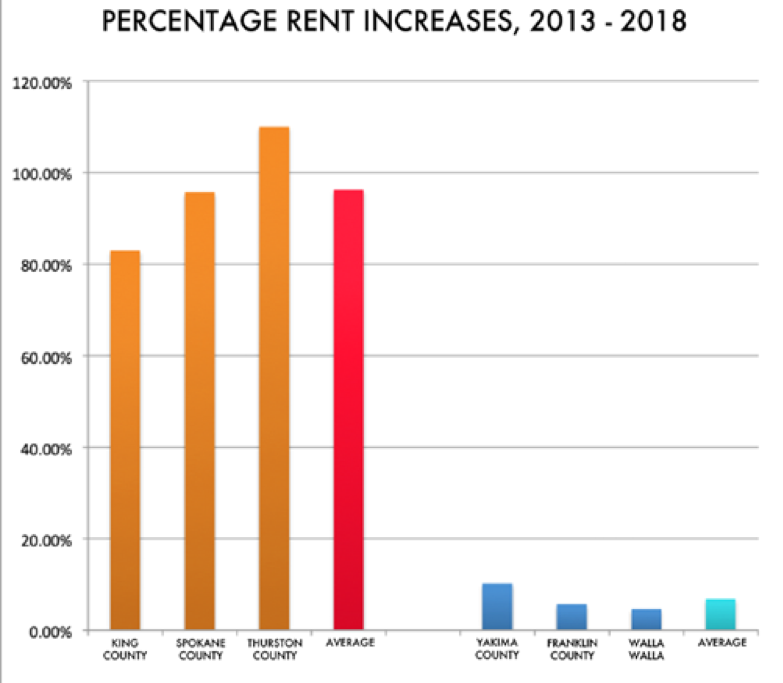 PERCENTAGE RENT INCREASES, 2013 - 2018
120.00%
100.00%
80.00%
60.00%
40.00%
20.00%
0.00%
KING
COUNTY
SPOKANE
COUNTY
THURSTON
COUNTY
AVERAGE
YAKIMA
COUNTY
FRANKLIN
COUNTY
WALLA
WALLA
AVERAGE